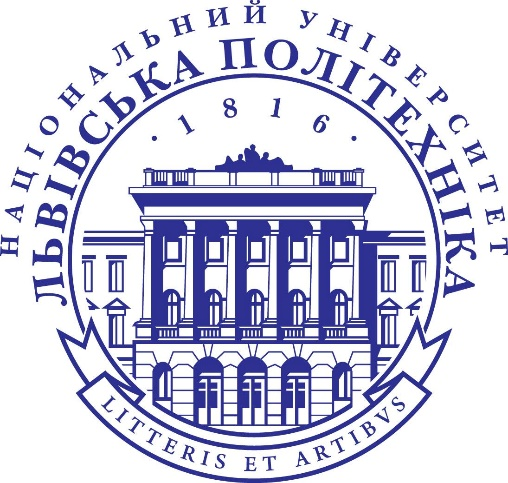 НАЦІОНАЛЬНИЙ УНІВЕРСИТЕТ
ЛЬВІВСЬКА ПОЛІТЕХНІКА
· 1816 ·
LITTERIS ET ARTIBVS